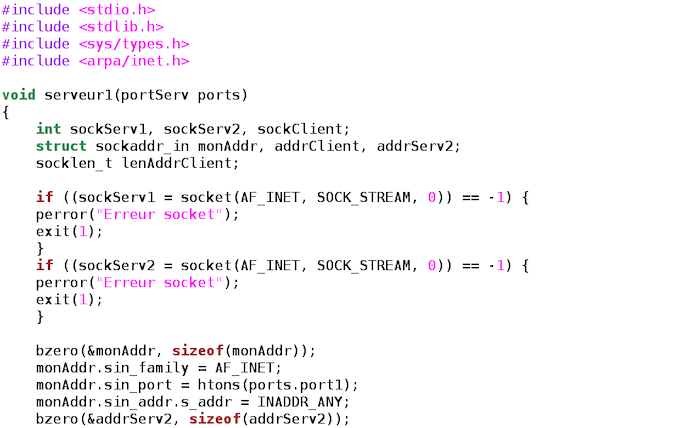 #include <stdio.h>
#include <stdlib.h>
#include <sys/types.h>
#include <arpa/inet.h>

void serveur1(portServ ports)
{
    int sockServ1, sockServ2, sockClient;
    struct sockaddr_in monAddr, addrClient, addrServ2;
    socklen_t lenAddrClient;

    if ((sockServ1 = socket(AF_INET, SOCK_STREAM, 0)) == -1) {
    perror("Erreur socket");
    exit(1);
    }
    if ((sockServ2 = socket(AF_INET, SOCK_STREAM, 0)) == -1) {
    perror("Erreur socket");
    exit(1);
    }

    bzero(&monAddr, sizeof(monAddr));
    monAddr.sin_family = AF_INET;
    monAddr.sin_port = htons(ports.port1);
    monAddr.sin_addr.s_addr = INADDR_ANY;
    bzero(&addrServ2, sizeof(addrServ2));